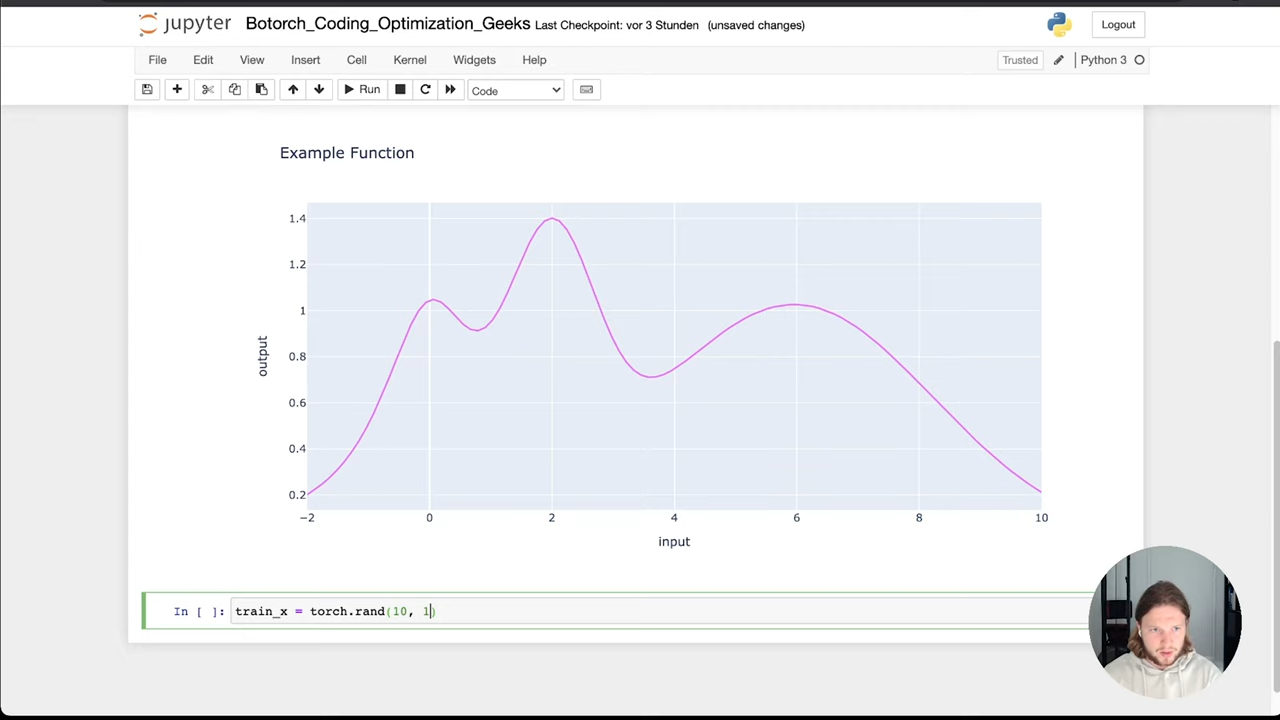 jupyter Botorch_Coding_Optimization_Geeks Last Checkpoint: vor 3 Stunden (unsaved changes) Logout
File Edit View Insert Cell Kernel Widgets Help Trusted Python 3
Run Code
Example Function
1.4
1.2
1
0.8
0.6
0.4
0.2
output
−2 0 2 4 6 8 10
input
In [ ]: train_x = torch.rand(10, 1)